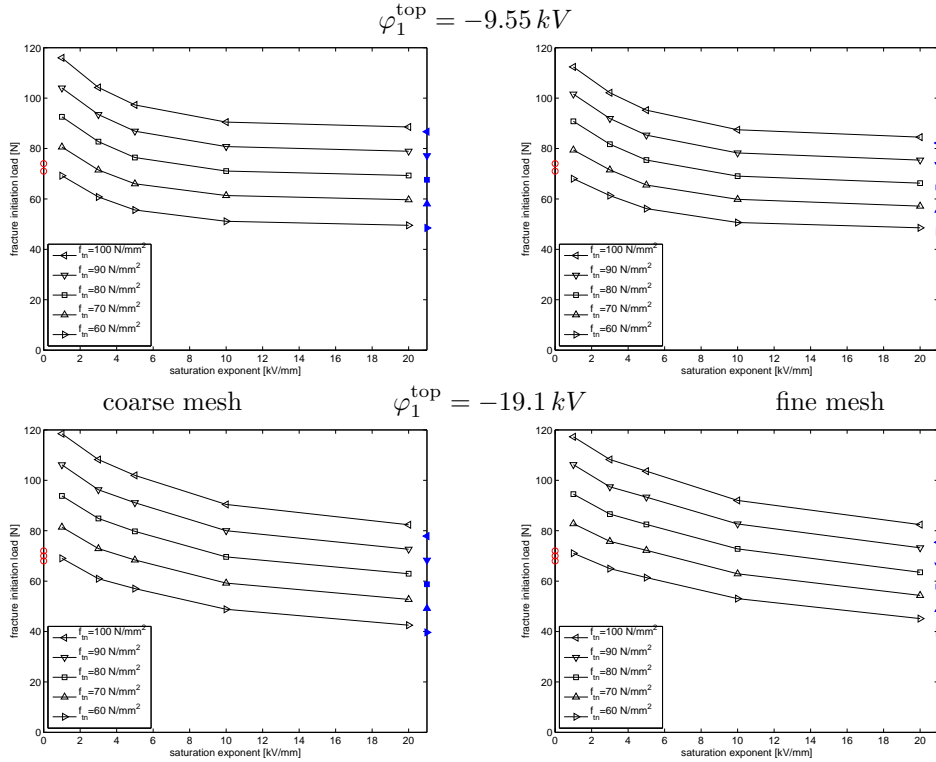 φ₁ᵗᵒᵖ = −9.55 kV
120
100
80
60
40
20
0
fracture initiation load [N]
f_tn=100 N/mm²
f_tn=90 N/mm²
f_tn=80 N/mm²
f_tn=70 N/mm²
f_tn=60 N/mm²
0 2 4 6 8 10 12 14 16 18 20
saturation exponent [kV/mm]
120
100
80
60
40
20
0
fracture initiation load [N]
f_tn=100 N/mm²
f_tn=90 N/mm²
f_tn=80 N/mm²
f_tn=70 N/mm²
f_tn=60 N/mm²
0 2 4 6 8 10 12 14 16 18 20
saturation exponent [kV/mm]
coarse mesh φ₁ᵗᵒᵖ = −19.1 kV fine mesh
120
100
80
60
40
20
0
fracture initiation load [N]
f_tn=100 N/mm²
f_tn=90 N/mm²
f_tn=80 N/mm²
f_tn=70 N/mm²
f_tn=60 N/mm²
0 2 4 6 8 10 12 14 16 18 20
saturation exponent [kV/mm]
120
100
80
60
40
20
0
fracture initiation load [N]
f_tn=100 N/mm²
f_tn=90 N/mm²
f_tn=80 N/mm²
f_tn=70 N/mm²
f_tn=60 N/mm²
0 2 4 6 8 10 12 14 16 18 20
saturation exponent [kV/mm]